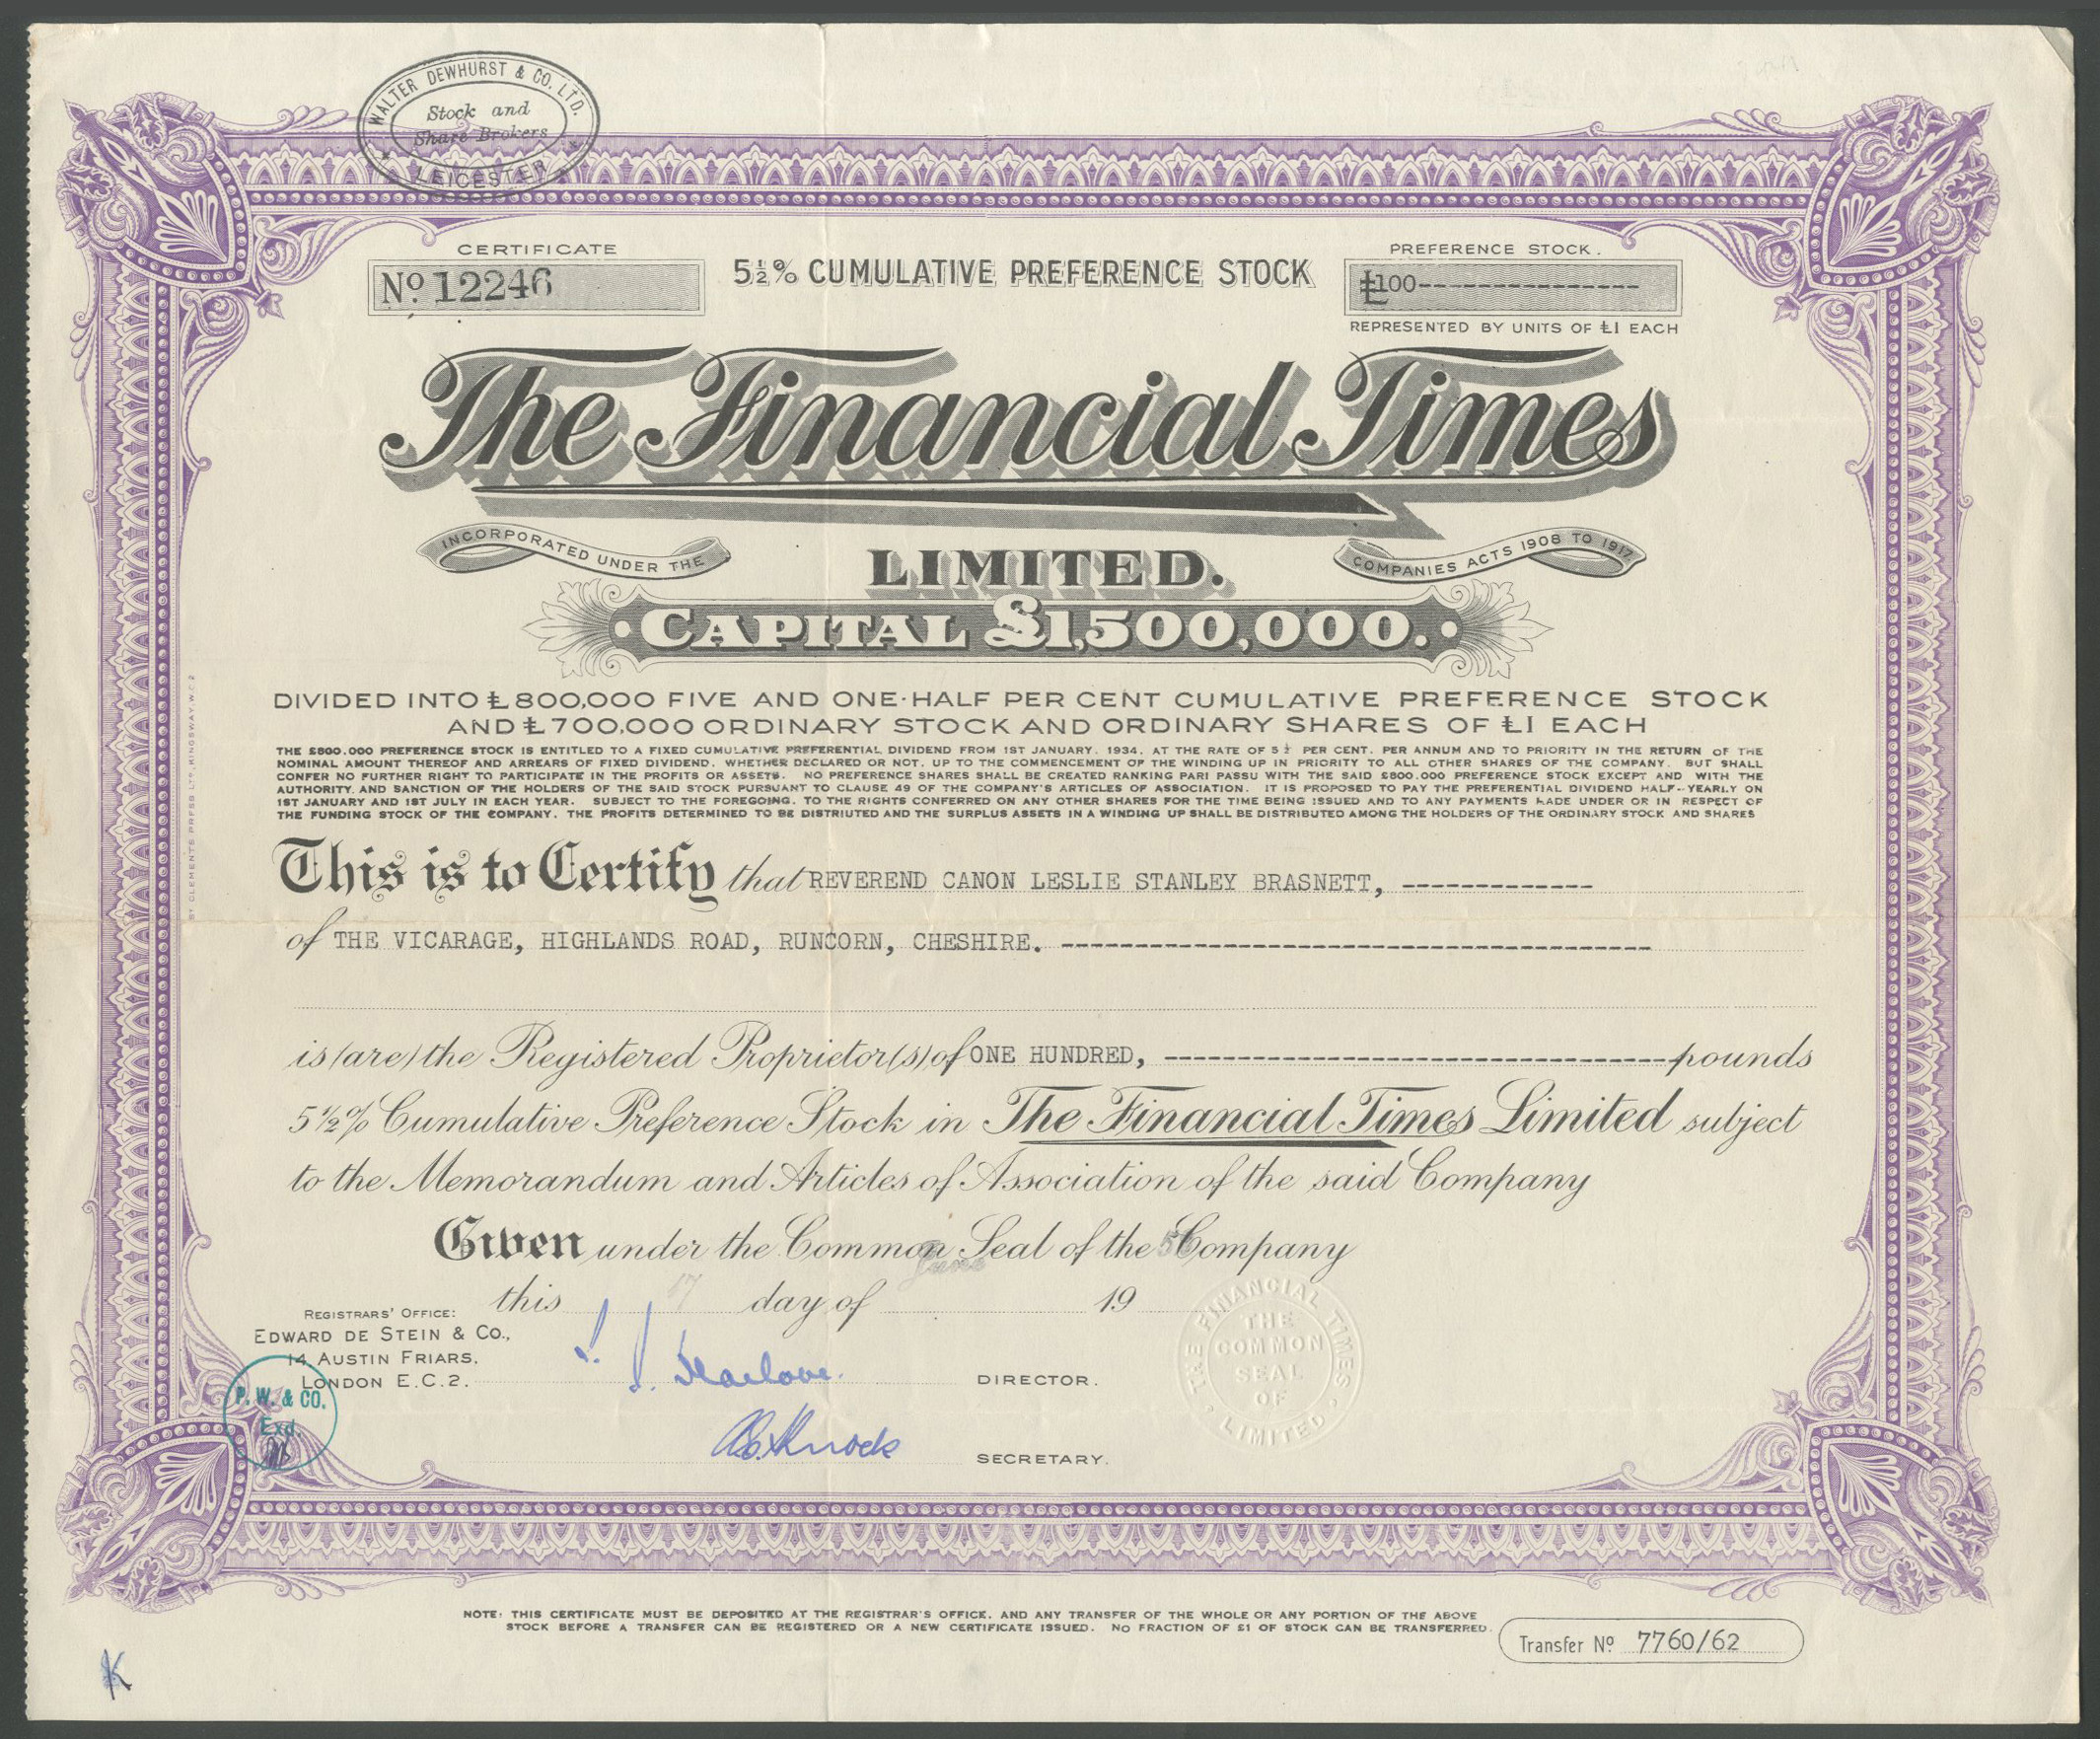 WALTER DEWHURST & CO. LTD.
Stock and
Share Brokers
LEICESTER
CERTIFICATE
Nº 12246
5½% CUMULATIVE PREFERENCE STOCK
PREFERENCE STOCK.
£100---------------
REPRESENTED BY UNITS OF £1 EACH
The Financial Times
INCORPORATED UNDER THE
LIMITED.
COMPANIES ACTS 1908 TO 1917
CAPITAL £1,500,000.
DIVIDED INTO £800,000 FIVE AND ONE-HALF PER CENT CUMULATIVE PREFERENCE STOCK
AND £700,000 ORDINARY STOCK AND ORDINARY SHARES OF £1 EACH
THE £800.000 PREFERENCE STOCK IS ENTITLED TO A FIXED CUMULATIVE PREFERENTIAL DIVIDEND FROM 1ST JANUARY, 1934, AT THE RATE OF 5½ PER CENT. PER ANNUM AND TO PRIORITY IN THE RETURN OF THE
NOMINAL AMOUNT THEREOF AND ARREARS OF FIXED DIVIDEND, WHETHER DECLARED OR NOT, UP TO THE COMMENCEMENT OF THE WINDING UP IN PRIORITY TO ALL OTHER SHARES OF THE COMPANY. BUT SHALL
CONFER NO FURTHER RIGHT TO PARTICIPATE IN THE PROFITS OR ASSETS. NO PREFERENCE SHARES SHALL BE CREATED RANKING PARI PASSU WITH THE SAID £800.000 PREFERENCE STOCK EXCEPT AND WITH THE
AUTHORITY, AND SANCTION OF THE HOLDERS OF THE SAID STOCK PURSUANT TO CLAUSE 49 OF THE COMPANY'S ARTICLES OF ASSOCIATION. IT IS PROPOSED TO PAY THE PREFERENTIAL DIVIDEND HALF-YEARLY ON
1ST JANUARY AND 1ST JULY IN EACH YEAR. SUBJECT TO THE FOREGOING, TO THE RIGHTS CONFERRED ON ANY OTHER SHARES FOR THE TIME BEING ISSUED AND TO ANY PAYMENTS MADE UNDER OR IN RESPECT OF
THE FUNDING STOCK OF THE COMPANY, THE PROFITS DETERMINED TO BE DISTRIUTED AND THE SURPLUS ASSETS IN A WINDING UP SHALL BE DISTRIBUTED AMONG THE HOLDERS OF THE ORDINARY STOCK AND SHARES
BY CLEMENTS PRESS LTD, KINGSWAY, W.C.2
This is to Certify that REVEREND CANON LESLIE STANLEY BRASNETT, -------------
of THE VICARAGE, HIGHLANDS ROAD, RUNCORN, CHESHIRE. ----------------------------------------
is (are) the Registered Proprietor(s) of ONE HUNDRED, ----------------------------------pounds
5½% Cumulative Preference Stock in The Financial Times Limited subject
to the Memorandum and Articles of Association of the said Company
Given under the Common Seal of the Company
this 17 day of June 19
REGISTRARS' OFFICE:
EDWARD DE STEIN & CO.,
14, AUSTIN FRIARS,
LONDON E.C.2.
P. W. & CO.
Exd.
DIRECTOR.
SECRETARY.
THE FINANCIAL TIMES
THE
COMMON
SEAL
OF
LIMITED
NOTE: THIS CERTIFICATE MUST BE DEPOSITED AT THE REGISTRAR'S OFFICE, AND ANY TRANSFER OF THE WHOLE OR ANY PORTION OF THE ABOVE
STOCK BEFORE A TRANSFER CAN BE REGISTERED OR A NEW CERTIFICATE ISSUED. NO FRACTION OF £1 OF STOCK CAN BE TRANSFERRED.
Transfer Nº 7760/62
K